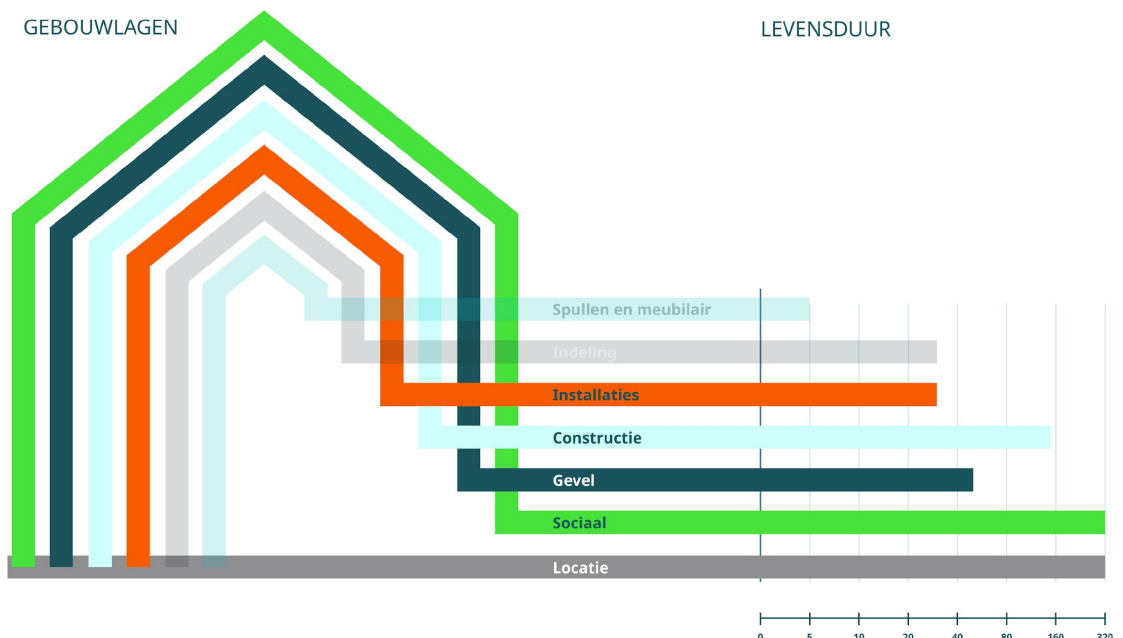 GEBOUWLAGEN
LEVENSDUUR
Spullen en meubilair
Indeling
Installaties
Constructie
Gevel
Sociaal
Locatie
0 5 10 20 40 80 160 320